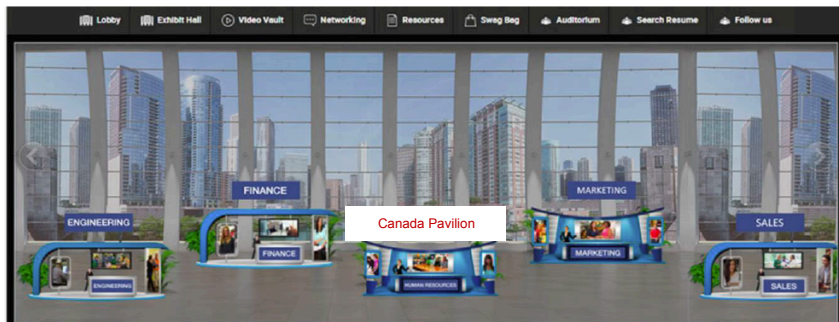 Lobby
Exhibit Hall
Video Vault
Networking
Resources
Swag Bag
Auditorium
Search Resume
Follow us
FINANCE
MARKETING
ENGINEERING
Canada Pavilion
SALES
FINANCE
MARKETING
ENGINEERING
HUMAN RESOURCES
SALES